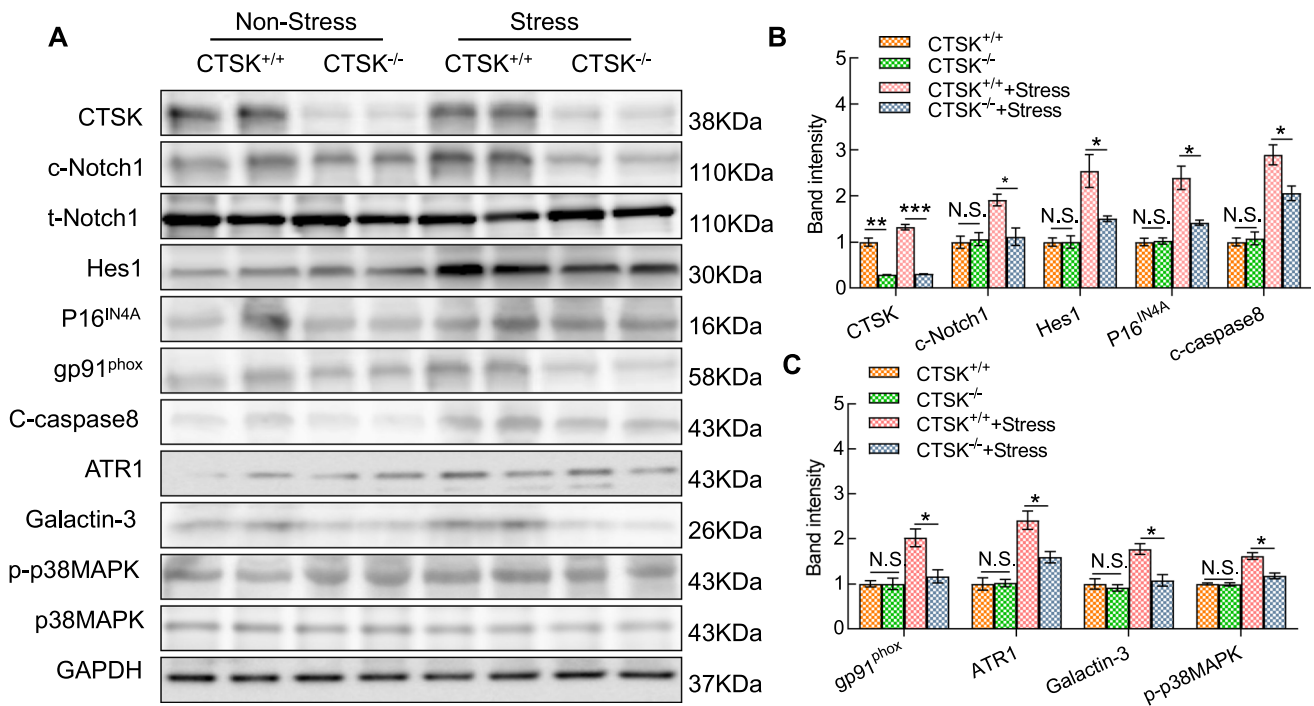 A
Non-Stress
Stress
CTSK+/+
CTSK-/-
CTSK+/+
CTSK-/-
CTSK
38KDa
c-Notch1
110KDa
t-Notch1
110KDa
Hes1
30KDa
P16IN4A
16KDa
gp91phox
58KDa
C-caspase8
43KDa
ATR1
43KDa
Galactin-3
26KDa
p-p38MAPK
43KDa
p38MAPK
43KDa
GAPDH
37KDa
B
CTSK+/+
CTSK-/-
CTSK+/++Stress
CTSK-/-+Stress
Band intensity
5
4
3
2
1
0
**
***
N.S.
*
N.S.
*
N.S.
*
N.S.
*
CTSK
c-Notch1
Hes1
P16IN4A
c-caspase8
C
CTSK+/+
CTSK-/-
CTSK+/++Stress
CTSK-/-+Stress
Band intensity
5
4
3
2
1
0
N.S
*
N.S
*
N.S.
*
N.S.
*
gp91phox
ATR1
Galactin-3
p-p38MAPK